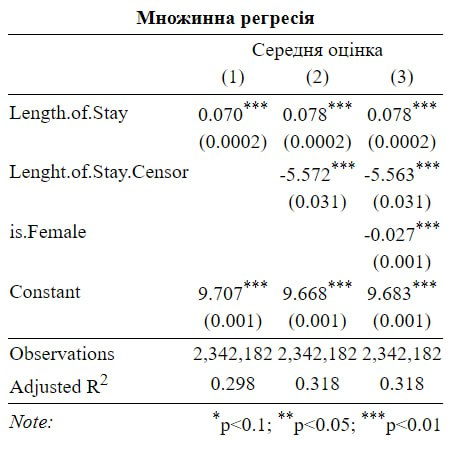 Множинна регресія
Середня оцінка
(1) (2) (3)
Length.of.Stay 0.070*** 0.078*** 0.078***
(0.0002) (0.0002) (0.0002)
Lenght.of.Stay.Censor -5.572*** -5.563***
(0.031) (0.031)
is.Female -0.027***
(0.001)
Constant 9.707*** 9.668*** 9.683***
(0.001) (0.001) (0.001)
Observations 2,342,182 2,342,182 2,342,182
Adjusted R2 0.298 0.318 0.318
Note: *p<0.1; **p<0.05; ***p<0.01